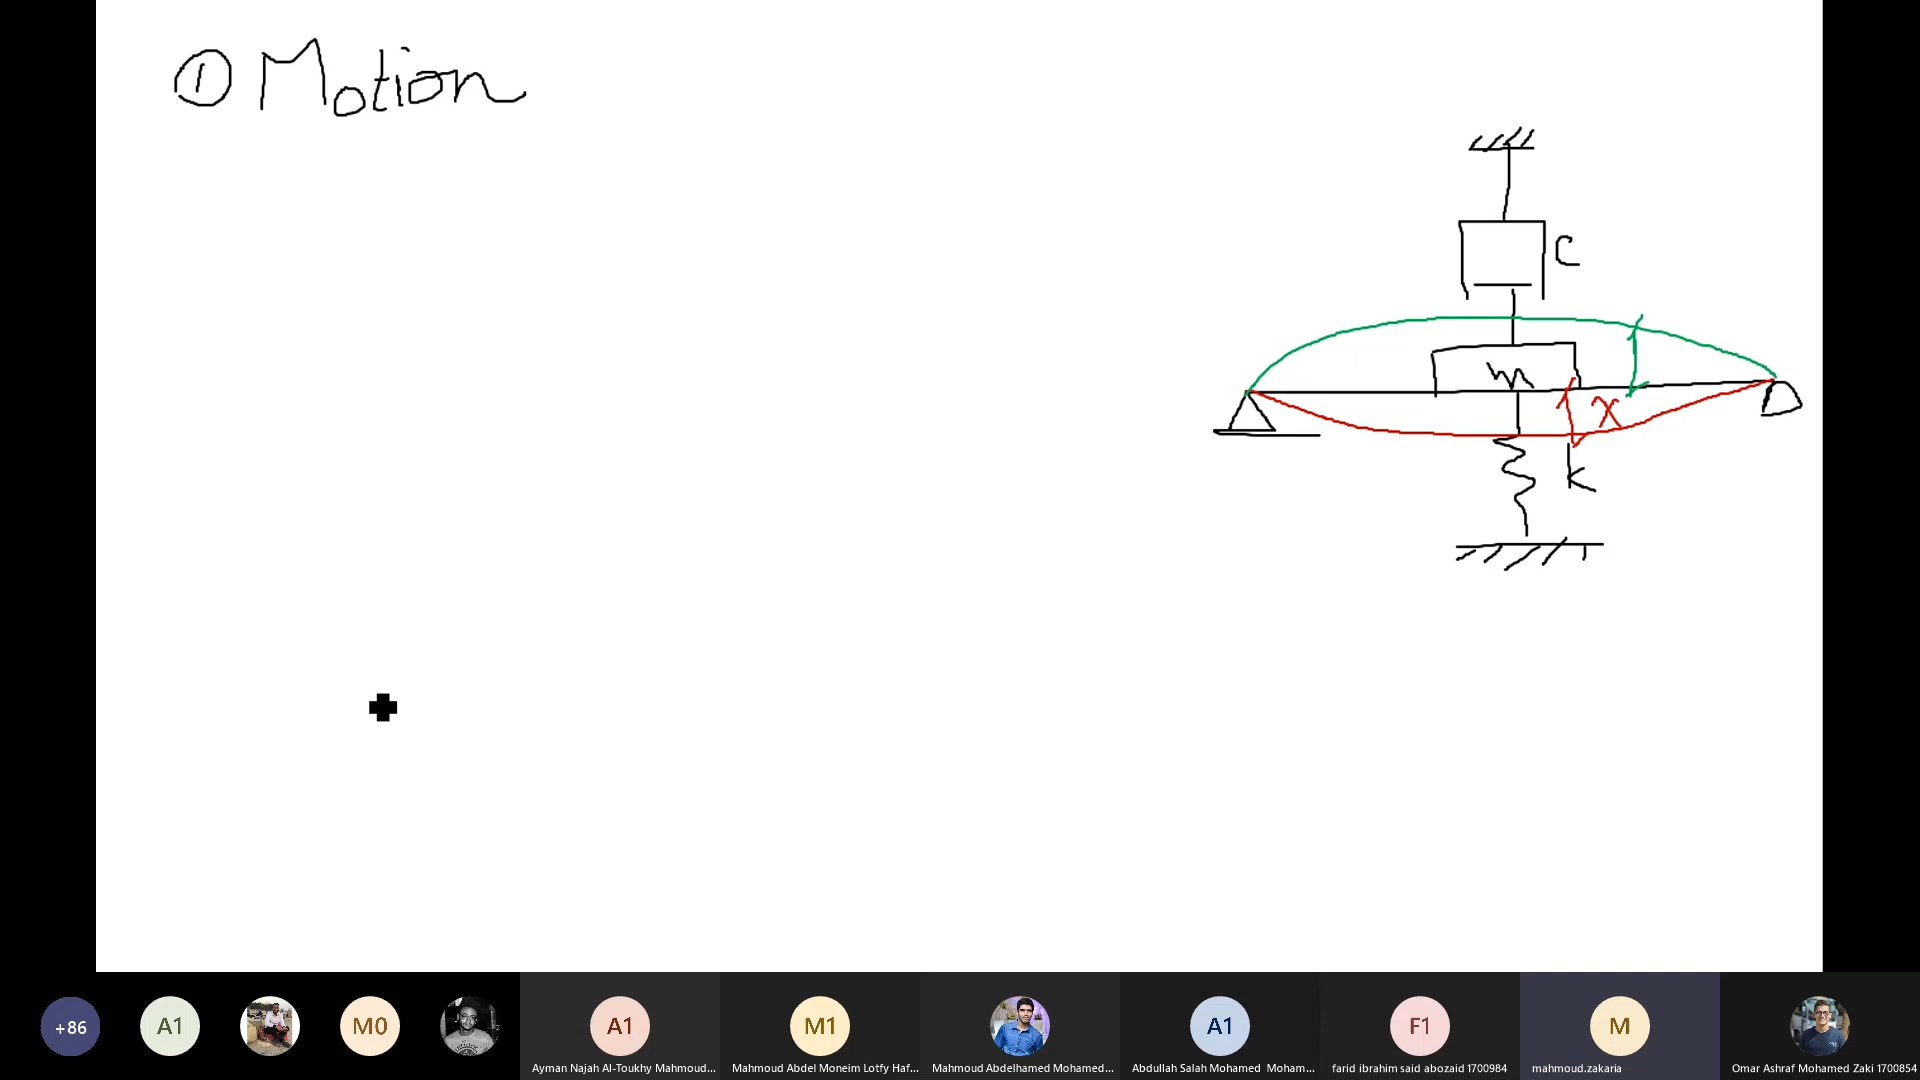 ① Motion
C
m
x
k
+86
A1
M0
A1
M1
A1
F1
M
Ayman Najah Al-Toukhy Mahmoud...
Mahmoud Abdel Moneim Lotfy Haf...
Mahmoud Abdelhamed Mohamed...
Abdullah Salah Mohamed Moham...
farid ibrahim said abozaid 1700984
mahmoud.zakaria
Omar Ashraf Mohamed Zaki 1700854